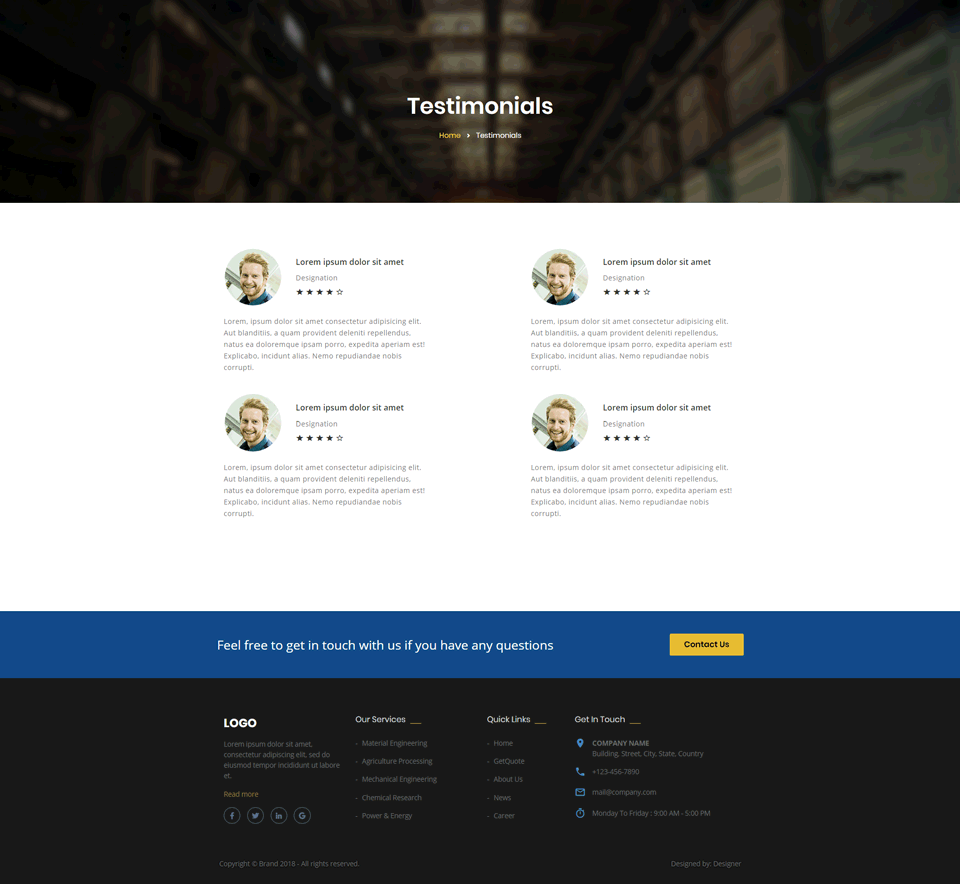 Testimonials
Home > Testimonials
Lorem ipsum dolor sit amet
Designation
Lorem, ipsum dolor sit amet consectetur adipisicing elit.
Aut blanditiis, a quam provident deleniti repellendus,
natus ea doloremque ipsam porro, expedita aperiam est!
Explicabo, incidunt alias. Nemo repudiandae nobis
corrupti.
Lorem ipsum dolor sit amet
Designation
Lorem, ipsum dolor sit amet consectetur adipisicing elit.
Aut blanditiis, a quam provident deleniti repellendus,
natus ea doloremque ipsam porro, expedita aperiam est!
Explicabo, incidunt alias. Nemo repudiandae nobis
corrupti.
Lorem ipsum dolor sit amet
Designation
Lorem, ipsum dolor sit amet consectetur adipisicing elit.
Aut blanditiis, a quam provident deleniti repellendus,
natus ea doloremque ipsam porro, expedita aperiam est!
Explicabo, incidunt alias. Nemo repudiandae nobis
corrupti.
Lorem ipsum dolor sit amet
Designation
Lorem, ipsum dolor sit amet consectetur adipisicing elit.
Aut blanditiis, a quam provident deleniti repellendus,
natus ea doloremque ipsam porro, expedita aperiam est!
Explicabo, incidunt alias. Nemo repudiandae nobis
corrupti.
Feel free to get in touch with us if you have any questions
Contact Us
LOGO
Lorem ipsum dolor sit amet,
consectetur adipiscing elit, sed do
eiusmod tempor incididunt ut labore
et.
Read more
Our Services
- Material Engineering
- Agriculture Processing
- Mechanical Engineering
- Chemical Research
- Power & Energy
Quick Links
- Home
- GetQuote
- About Us
- News
- Career
Get In Touch
COMPANY NAME
Building, Street, City, State, Country
+123-456-7890
mail@company.com
Monday To Friday : 9:00 AM - 5:00 PM
Copyright © Brand 2018 - All rights reserved.
Designed by: Designer